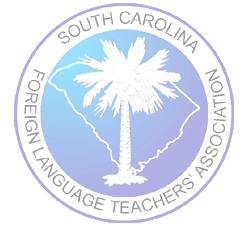 SOUTH CAROLINA
FOREIGN LANGUAGE TEACHERS' ASSOCIATION